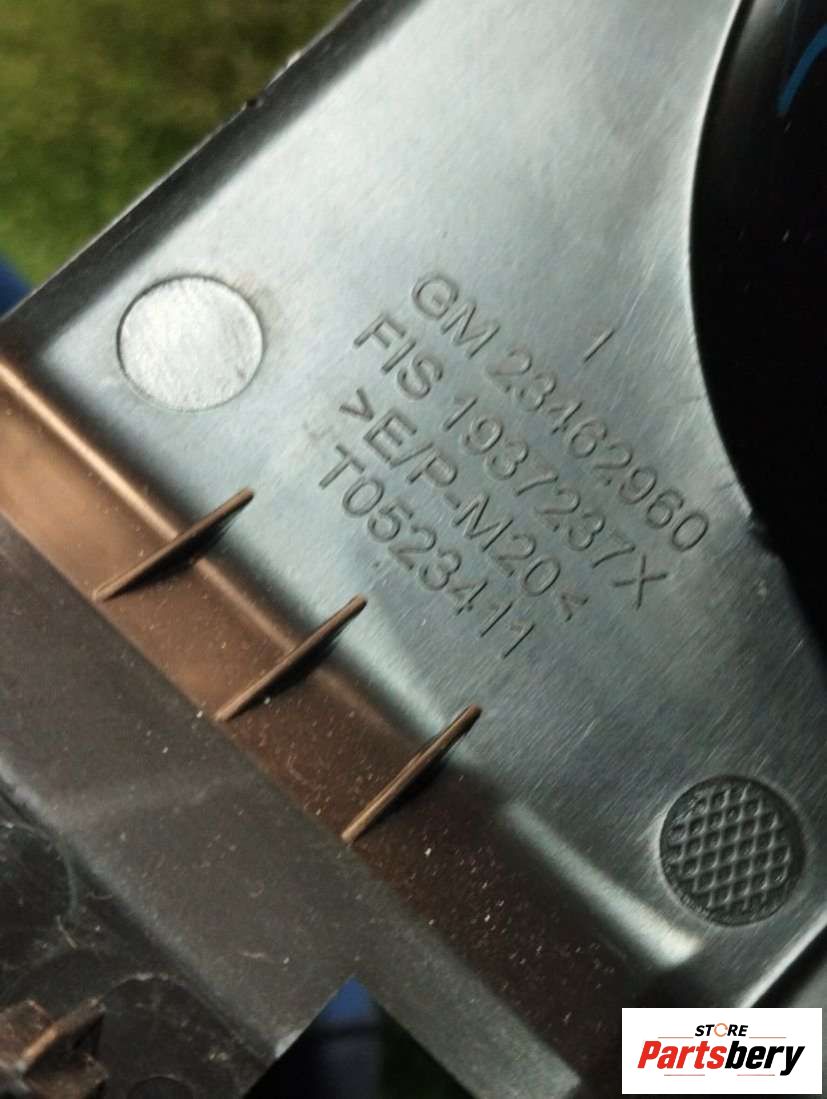 I
GM 23462960
FIS 1937237X
>E/P-M20<
T0523411
STORE
Partsbery